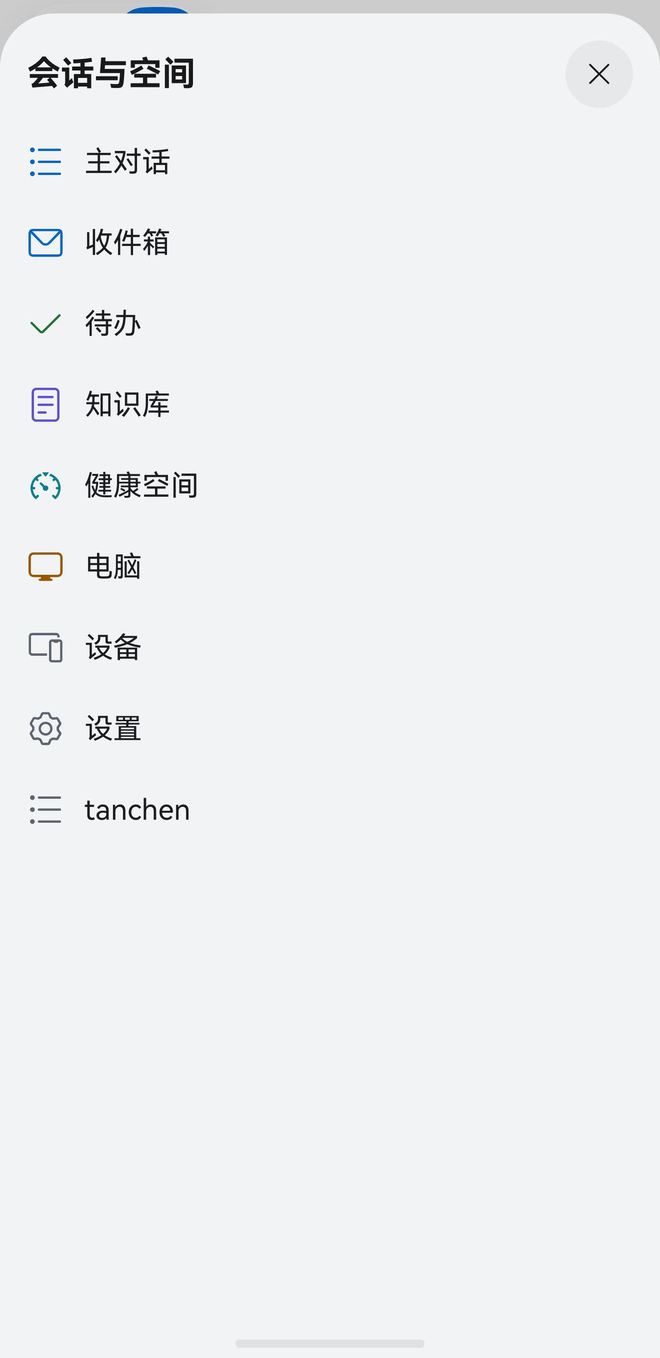 会话与空间
主对话
收件箱
待办
知识库
健康空间
电脑
设备
设置
tanchen